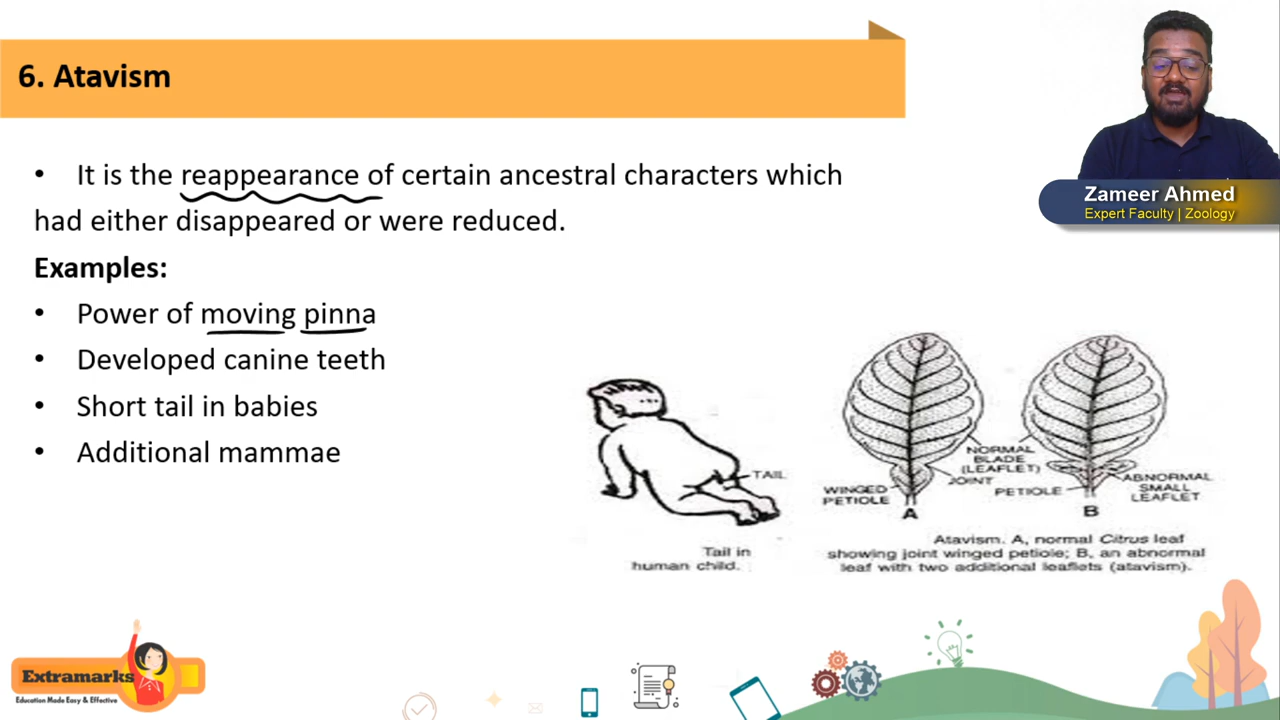 6. Atavism
Zameer Ahmed
Expert Faculty | Zoology
• It is the reappearance of certain ancestral characters which
had either disappeared or were reduced.
Examples:
• Power of moving pinna
• Developed canine teeth
• Short tail in babies
• Additional mammae
TAIL
Tail in
human child.
NORMAL
BLADE
(LEAFLET)
JOINT
WINGED
PETIOLE
PETIOLE
ABNORMAL
SMALL
LEAFLET
A
B
Atavism. A, normal Citrus leaf
showing joint winged petiole; B, an abnormal
leaf with two additional leaflets (atavism).
Extramarks
Education Made Easy & Effective